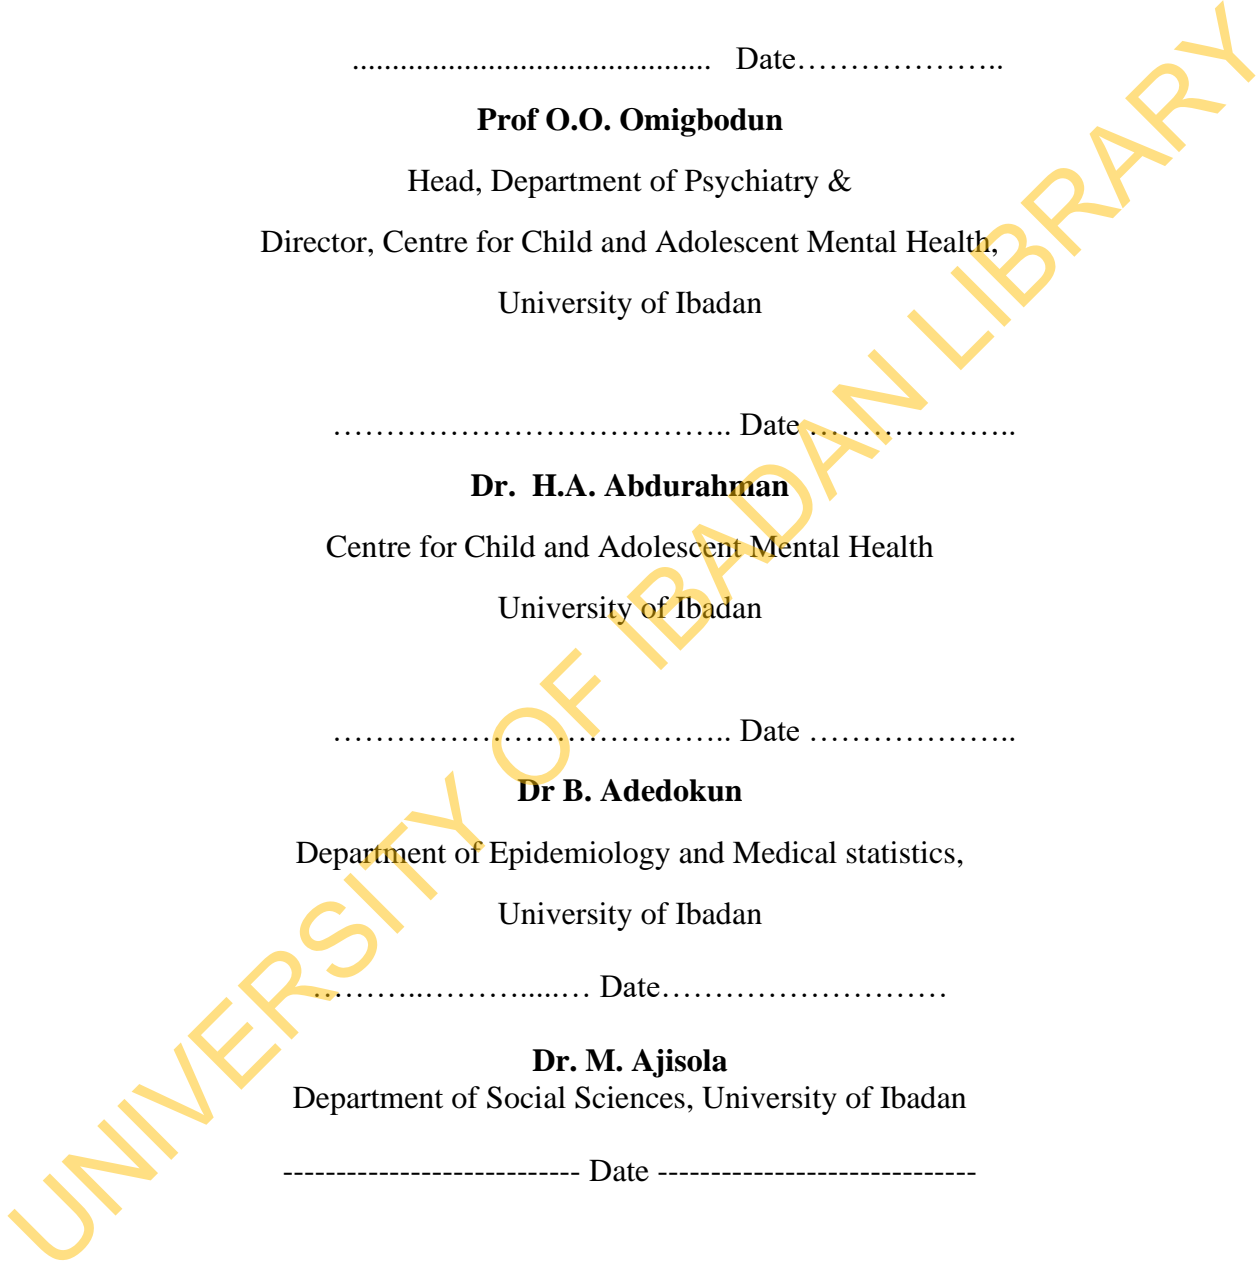 ............................................. Date………………..
Prof O.O. Omigbodun
Head, Department of Psychiatry &
Director, Centre for Child and Adolescent Mental Health,
University of Ibadan
……………………………….. Date ………………..
Dr. H.A. Abdurahman
Centre for Child and Adolescent Mental Health
University of Ibadan
……………………………….. Date ………………..
Dr B. Adedokun
Department of Epidemiology and Medical statistics,
University of Ibadan
………..……….....… Date………………………
Dr. M. Ajisola
Department of Social Sciences, University of Ibadan
---------------------------- Date ------------------------------
UNIVERSITY OF IBADAN LIBRARY